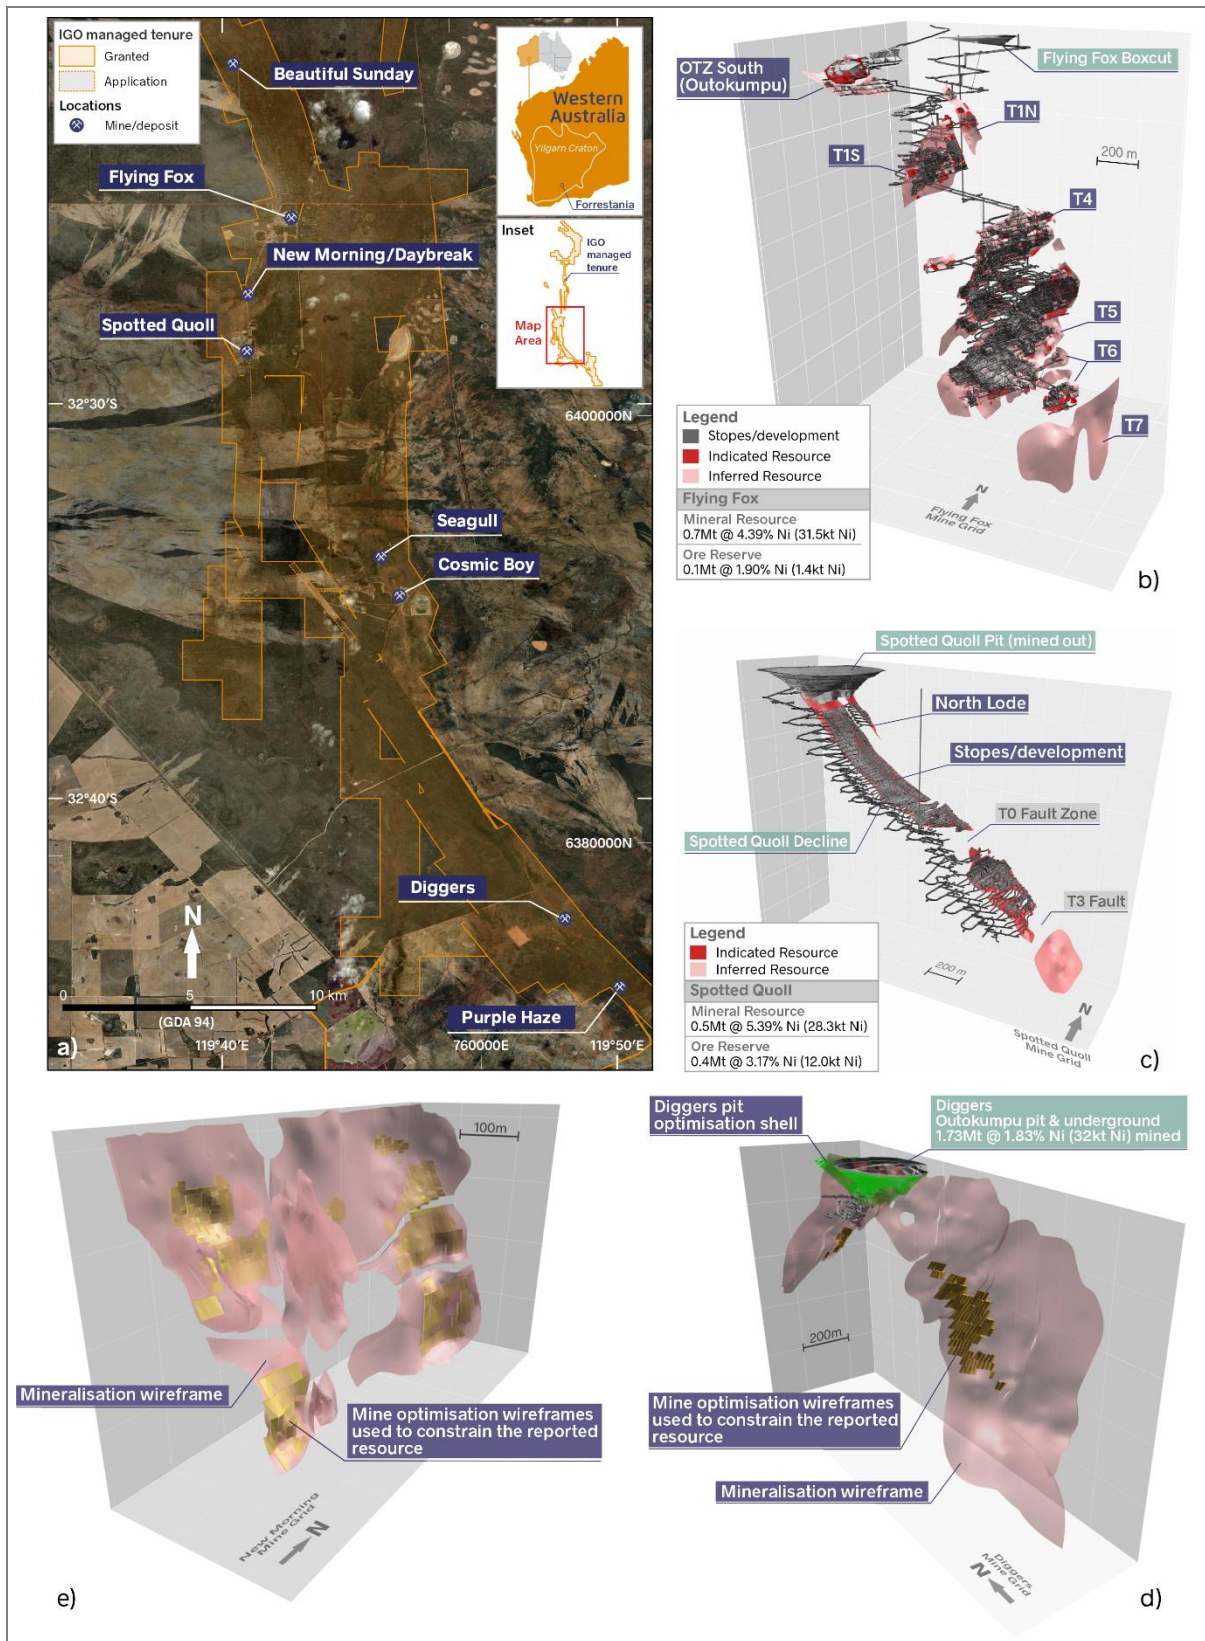 IGO managed tenure
Granted
Application
Locations
Mine/deposit
Beautiful Sunday
Flying Fox
New Morning/Daybreak
Spotted Quoll
32°30'S
6400000N
Seagull
Cosmic Boy
32°40'S
6380000N
Diggers
Purple Haze
N
0 5 10 km
(GDA 94)
119°40'E
760000E
119°50'E
a)
Western
Australia
Yilgarn Craton
Forrestania
Inset
IGO
managed
tenure
Map
Area
OTZ South
(Outokumpu)
Flying Fox Boxcut
T1N
T1S
200 m
T4
T5
T6
T7
Legend
Stopes/development
Indicated Resource
Inferred Resource
Flying Fox
Mineral Resource
0.7Mt @ 4.39% Ni (31.5kt Ni)
Ore Reserve
0.1Mt @ 1.90% Ni (1.4kt Ni)
N
Flying Fox
Mine Grid
b)
Spotted Quoll Pit (mined out)
North Lode
Stopes/development
T0 Fault Zone
Spotted Quoll Decline
T3 Fault
Legend
Indicated Resource
Inferred Resource
Spotted Quoll
Mineral Resource
0.5Mt @ 5.39% Ni (28.3kt Ni)
Ore Reserve
0.4Mt @ 3.17% Ni (12.0kt Ni)
200 m
N
Spotted Quoll
Mine Grid
c)
100m
Mineralisation wireframe
Mine optimisation wireframes
used to constrain the reported
resource
New Morning
Mine Grid
N
e)
Diggers pit
optimisation shell
Diggers
Outokumpu pit & underground
1.73Mt @ 1.83% Ni (32kt Ni) mined
200m
Mine optimisation wireframes
used to constrain the reported
resource
Mineralisation wireframe
Diggers
Mine Grid
N
d)